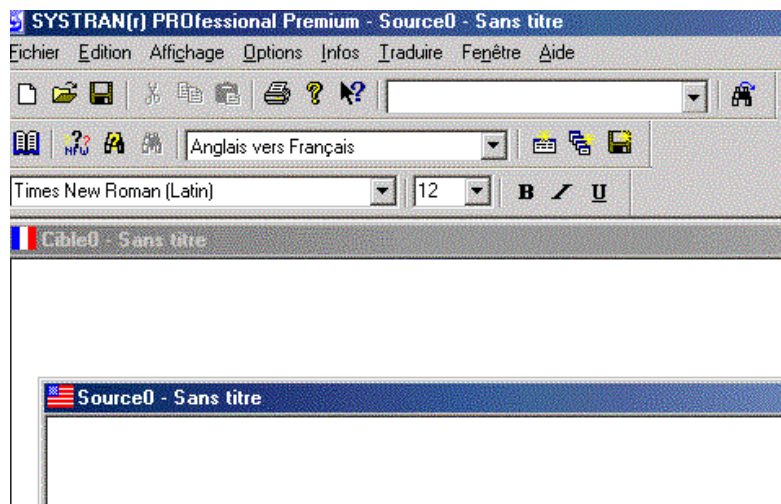 SYSTRAN(r) PROfessional Premium - Source0 - Sans titre
Fichier Edition Affichage Options Infos Traduire Fenêtre Aide
NFW Anglais vers Français
Times New Roman (Latin) 12 B I U
Cible0 - Sans titre
Source0 - Sans titre